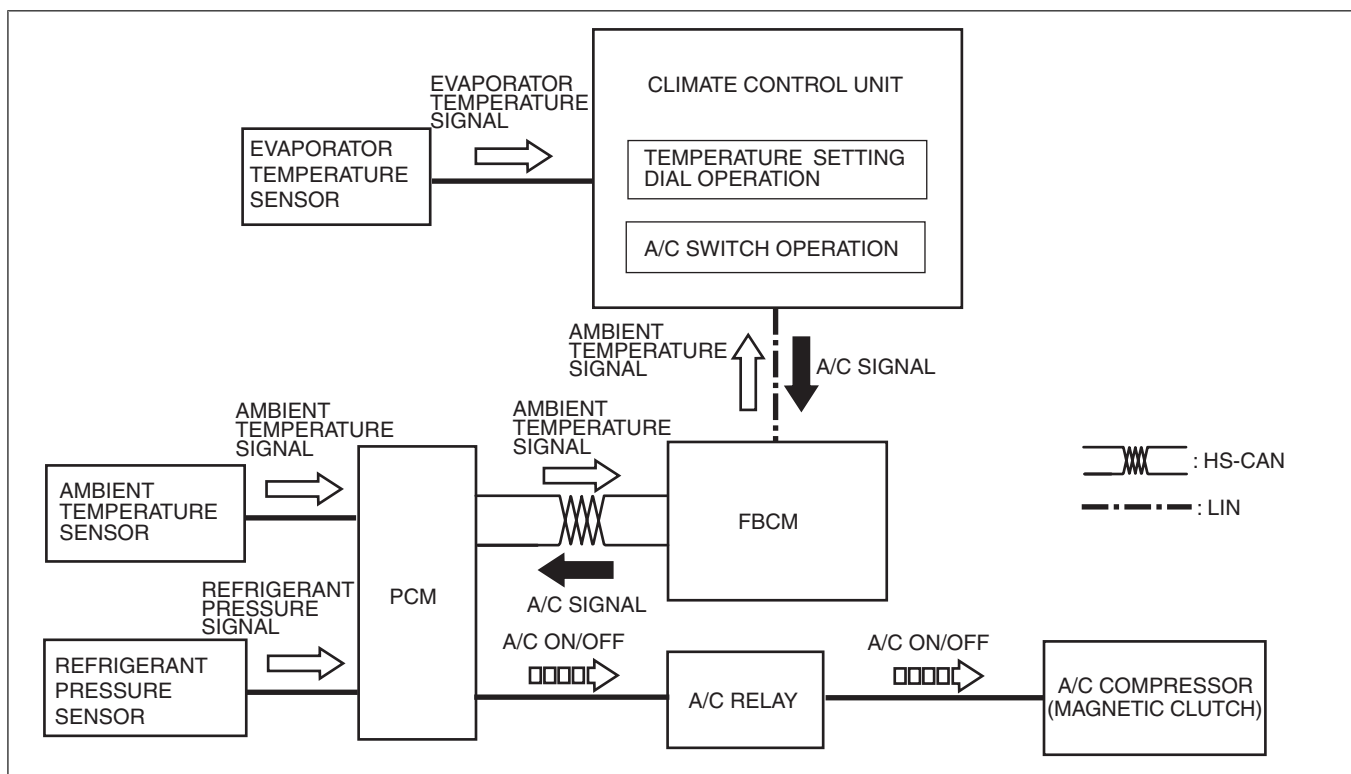 CLIMATE CONTROL UNIT
TEMPERATURE SETTING
DIAL OPERATION
A/C SWITCH OPERATION
EVAPORATOR
TEMPERATURE
SIGNAL
EVAPORATOR
TEMPERATURE
SENSOR
AMBIENT
TEMPERATURE
SIGNAL
A/C SIGNAL
AMBIENT
TEMPERATURE
SIGNAL
AMBIENT
TEMPERATURE
SIGNAL
AMBIENT
TEMPERATURE
SENSOR
PCM
FBCM
: HS-CAN
: LIN
A/C SIGNAL
REFRIGERANT
PRESSURE
SIGNAL
REFRIGERANT
PRESSURE
SENSOR
A/C ON/OFF
A/C RELAY
A/C ON/OFF
A/C COMPRESSOR
(MAGNETIC CLUTCH)